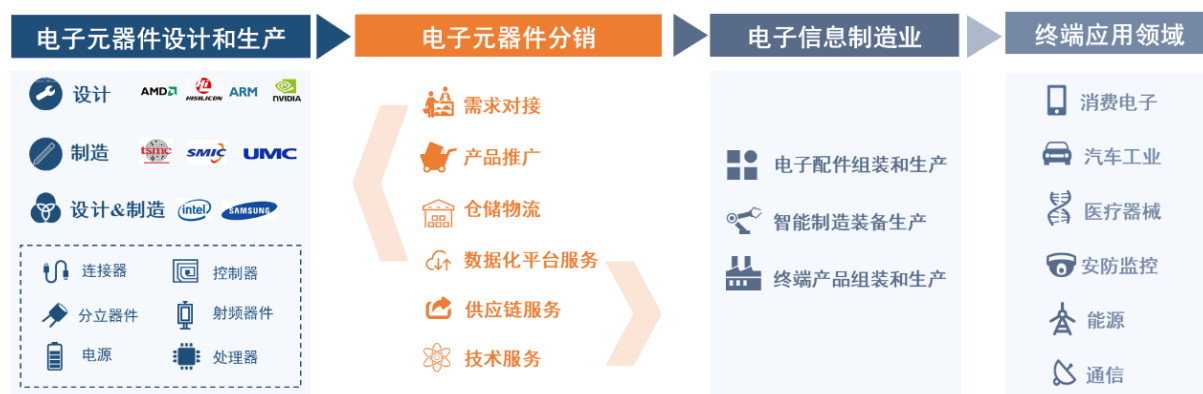 电子元器件设计和生产
电子元器件分销
电子信息制造业
终端应用领域
设计 AMD HISILICON ARM NVIDIA
制造 tsmc SMIC UMC
设计&制造 intel SAMSUNG
连接器 控制器
分立器件 射频器件
电源 处理器
需求对接
产品推广
仓储物流
数据化平台服务
供应链服务
技术服务
电子配件组装和生产
智能制造装备生产
终端产品组装和生产
消费电子
汽车工业
医疗器械
安防监控
能源
通信